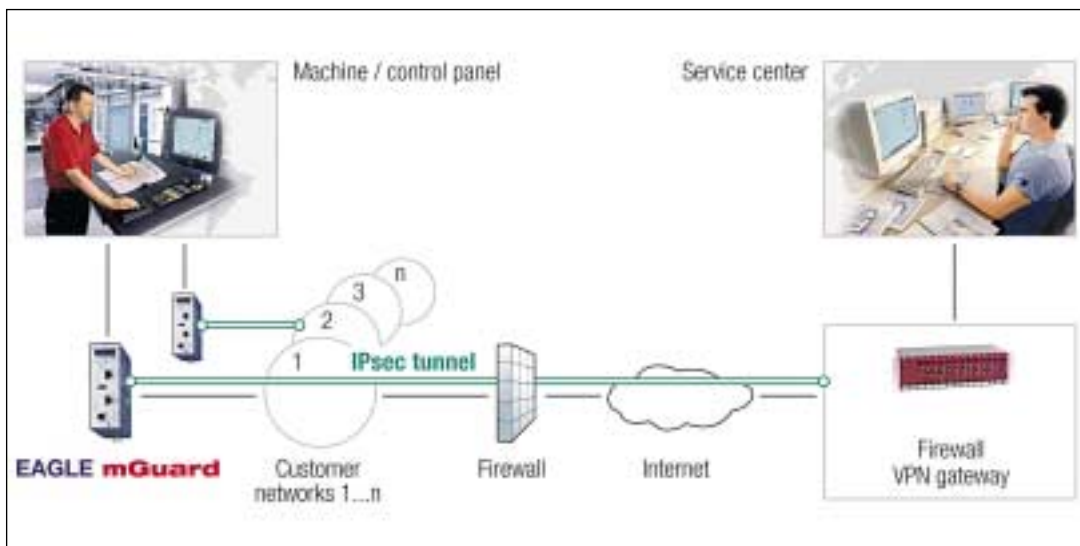 Machine / control panel
Service center
n
3
2
1
IPsec tunnel
EAGLE mGuard
Customer
networks 1...n
Firewall
Internet
Firewall
VPN gateway